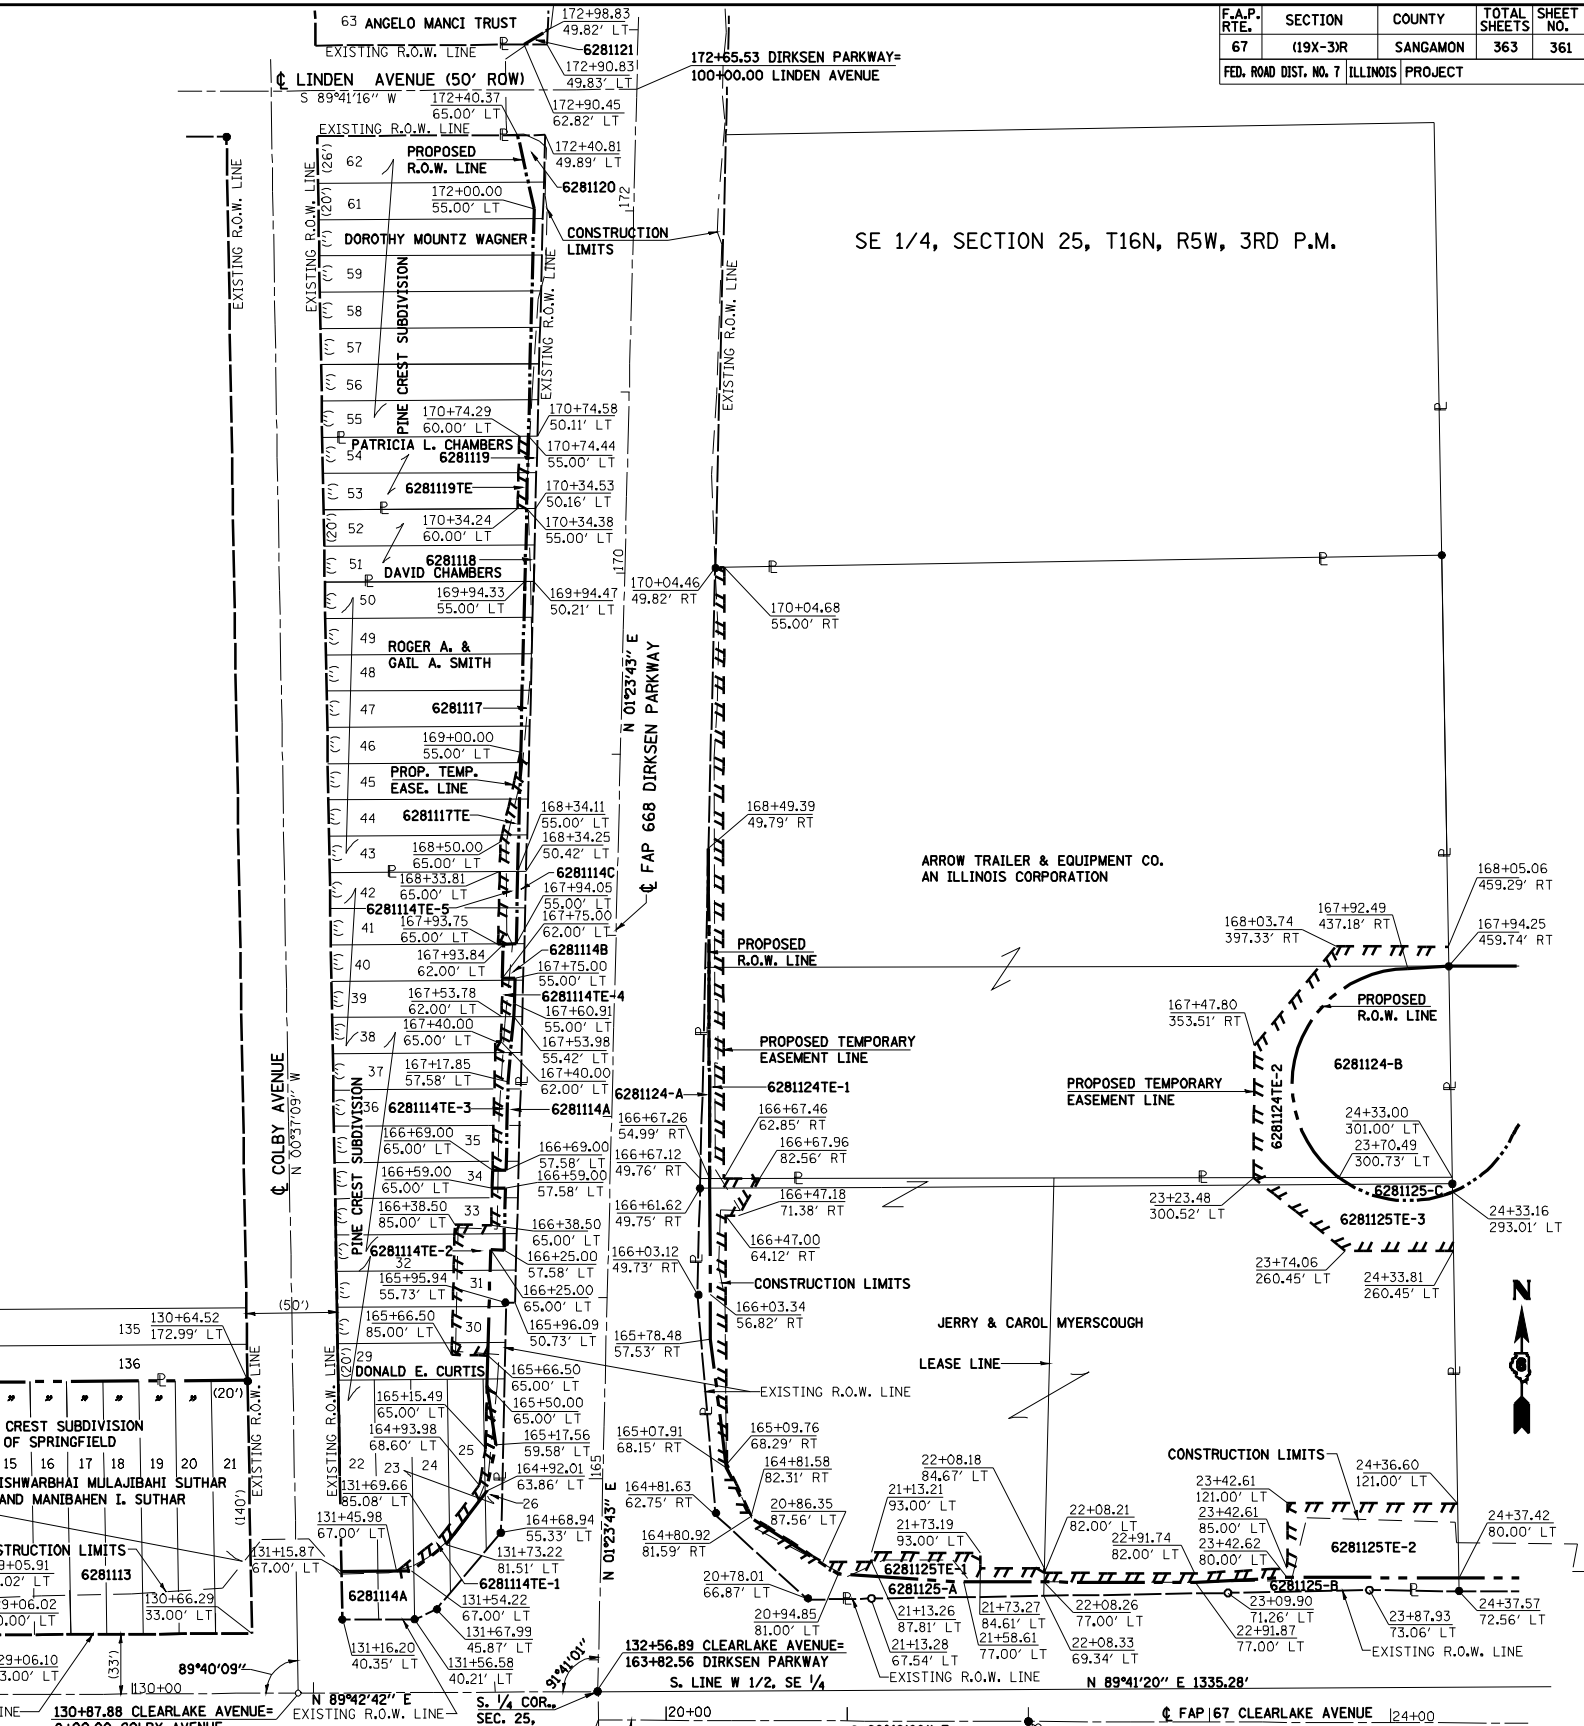 F.A.P. RTE. SECTION COUNTY TOTAL SHEETS SHEET NO.
67 (19X-3)R SANGAMON 363 361
FED. ROAD DIST. NO. 7 ILLINOIS PROJECT
63 ANGELO MANCI TRUST
172+98.83
49.82' LT
EXISTING R.O.W. LINE
6281121
172+90.83
49.83' LT
172+65.53 DIRKSEN PARKWAY=
100+00.00 LINDEN AVENUE
℄ LINDEN AVENUE (50' ROW)
S 89°41'16" W
172+40.37
65.00' LT
172+90.45
62.82' LT
EXISTING R.O.W. LINE
172+40.81
49.89' LT
62
PROPOSED
R.O.W. LINE
(26')
6281120
172
61
(20')
172+00.00
55.00' LT
DOROTHY MOUNTZ WAGNER
CONSTRUCTION
LIMITS
SE 1/4, SECTION 25, T16N, R5W, 3RD P.M.
EXISTING R.O.W. LINE
EXISTING R.O.W. LINE
EXISTING R.O.W. LINE
EXISTING R.O.W. LINE
59
58
57
56
55
PINE CREST SUBDIVISION
170+74.29
60.00' LT
170+74.58
50.11' LT
PATRICIA L. CHAMBERS
54
6281119
170+74.44
55.00' LT
53
6281119TE
170+34.53
50.16' LT
52
(20')
170+34.24
60.00' LT
170+34.38
55.00' LT
51
6281118
DAVID CHAMBERS
170
50
169+94.33
55.00' LT
169+94.47
50.21' LT
170+04.46
49.82' RT
170+04.68
55.00' RT
49
ROGER A. &
GAIL A. SMITH
48
47
6281117
N 01°23'43" E
℄ FAP 668 DIRKSEN PARKWAY
46
169+00.00
55.00' LT
45
PROP. TEMP.
EASE. LINE
44
6281117TE
168+34.11
55.00' LT
168+49.39
49.79' RT
43
168+50.00
65.00' LT
168+34.25
50.42' LT
ARROW TRAILER & EQUIPMENT CO.
AN ILLINOIS CORPORATION
42
168+33.81
65.00' LT
6281114C
6281114TE-5
167+94.05
55.00' LT
168+05.06
459.29' RT
41
167+93.75
65.00' LT
167+75.00
62.00' LT
168+03.74
397.33' RT
167+92.49
437.18' RT
167+94.25
459.74' RT
40
167+93.84
62.00' LT
6281114B
167+75.00
55.00' LT
PROPOSED
R.O.W. LINE
39
167+53.78
62.00' LT
6281114TE-4
167+60.91
55.00' LT
167+47.80
353.51' RT
PROPOSED
R.O.W. LINE
38
167+40.00
65.00' LT
167+53.98
55.42' LT
PROPOSED TEMPORARY
EASEMENT LINE
37
167+17.85
57.58' LT
167+40.00
62.00' LT
6281124-B
℄ COLBY AVENUE
N 00°37'09" W
PINE CREST SUBDIVISION
6281124-A
6281124TE-1
PROPOSED TEMPORARY
EASEMENT LINE
6281124TE-2
36
6281114TE-3
6281114A
166+67.26
54.99' RT
166+67.46
62.85' RT
24+33.00
301.00' LT
35
166+69.00
65.00' LT
166+69.00
57.58' LT
166+67.12
49.76' RT
166+67.96
82.56' RT
23+70.49
300.73' LT
34
166+59.00
65.00' LT
166+59.00
57.58' LT
23+23.48
300.52' LT
6281125-C
33
166+38.50
85.00' LT
166+38.50
65.00' LT
166+61.62
49.75' RT
166+47.18
71.38' RT
6281125TE-3
24+33.16
293.01' LT
6281114TE-2
32
166+25.00
57.58' LT
166+03.12
49.73' RT
166+47.00
64.12' RT
23+74.06
260.45' LT
24+33.81
260.45' LT
31
165+95.94
55.73' LT
166+25.00
65.00' LT
CONSTRUCTION LIMITS
(50')
N
135
130+64.52
172.99' LT
165+66.50
85.00' LT
30
165+96.09
50.73' LT
166+03.34
56.82' RT
JERRY & CAROL MYERSCOUGH
165+78.48
57.53' RT
136
29
DONALD E. CURTIS
165+66.50
65.00' LT
LEASE LINE
(20')
(20')
165+15.49
65.00' LT
165+50.00
65.00' LT
EXISTING R.O.W. LINE
CREST SUBDIVISION
OF SPRINGFIELD
164+93.98
68.60' LT
165+17.56
59.58' LT
165+07.91
68.15' RT
165+09.76
68.29' RT
15 16 17 18 19 20 21
ISHWARBHAI MULAJIBAHI SUTHAR
AND MANIBAHEN I. SUTHAR
EXISTING R.O.W. LINE
EXISTING R.O.W. LINE
(140')
22 23 24 25
26
131+69.66
85.08' LT
164+92.01
63.86' LT
165
164+81.63
62.75' RT
164+81.58
82.31' RT
22+08.18
84.67' LT
CONSTRUCTION LIMITS
24+36.60
121.00' LT
131+45.98
67.00' LT
164+68.94
55.33' LT
164+80.92
81.59' RT
20+86.35
87.56' LT
21+13.21
93.00' LT
21+73.19
93.00' LT
22+08.21
82.00' LT
23+42.61
121.00' LT
23+42.61
85.00' LT
23+42.62
80.00' LT
24+37.42
80.00' LT
STRUCTION LIMITS
131+15.87
67.00' LT
131+73.22
81.51' LT
N 01°23'43" E
22+91.74
82.00' LT
6281125TE-2
9+05.91
.02' LT
6281113
6281114A
6281114TE-1
20+78.01
66.87' LT
6281125TE-1
6281125-A
6281125-B
9+06.02
0.00' LT
130+66.29
33.00' LT
131+54.22
67.00' LT
20+94.85
81.00' LT
21+13.26
87.81' LT
21+73.27
84.61' LT
22+08.26
77.00' LT
23+09.90
71.26' LT
23+87.93
73.06' LT
24+37.57
72.56' LT
131+67.99
45.87' LT
21+13.28
67.54' LT
21+58.61
77.00' LT
22+08.33
69.34' LT
22+91.87
77.00' LT
29+06.10
3.00' LT
(33')
89°40'09"
131+16.20
40.35' LT
131+56.58
40.21' LT
91°41'01"
132+56.89 CLEARLAKE AVENUE=
163+82.56 DIRKSEN PARKWAY
EXISTING R.O.W. LINE
EXISTING R.O.W. LINE
S. LINE W 1/2, SE 1/4
N 89°41'20" E 1335.28'
130+00
N 89°42'42" E
EXISTING R.O.W. LINE
S. 1/4 COR.,
SEC. 25,
INE
130+87.88 CLEARLAKE AVENUE=
20+00
℄ FAP 67 CLEARLAKE AVENUE
24+00